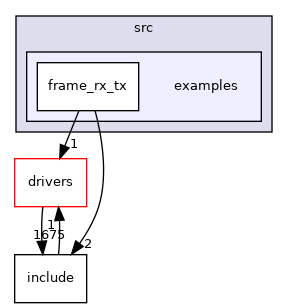 src
frame_rx_tx
examples
1
drivers
1
1675
2
include